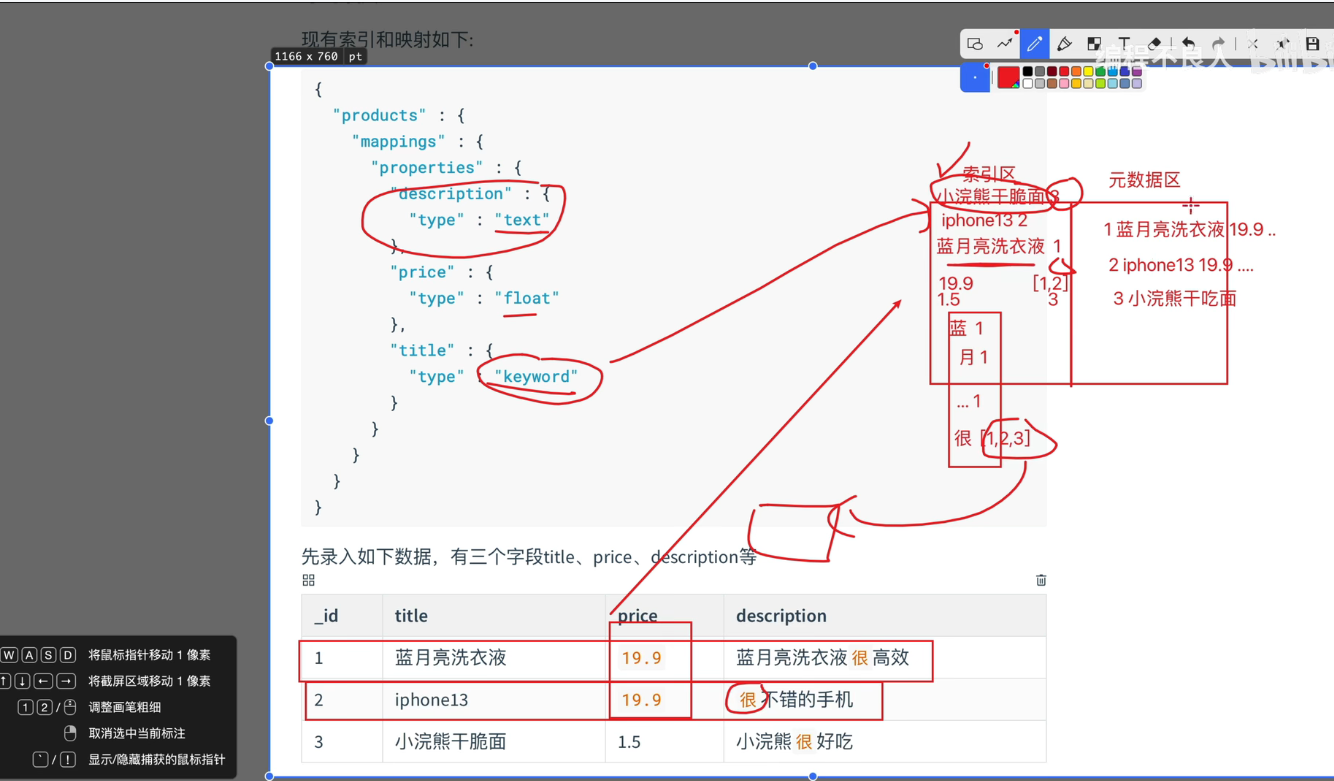 现有索引和映射如下:
1166 x 760 pt
编程不良人
{
"products" : {
"mappings" : {
"properties" : {
"description" : {
"type" : "text"
},
"price" : {
"type" : "float"
},
"title" : {
"type" : "keyword"
}
}
}
}
}
索引区
元数据区
小浣熊干脆面 3
iphone13 2
蓝月亮洗衣液 1
19.9 [1,2]
1.5 3
蓝 1
月 1
... 1
很 [1,2,3]
1 蓝月亮洗衣液 19.9 ..
2 iphone13 19.9 ....
3 小浣熊干吃面
先录入如下数据，有三个字段title、price、description等
_id title price description
1 蓝月亮洗衣液 19.9 蓝月亮洗衣液 很 高效
2 iphone13 19.9 很 不错的手机
3 小浣熊干脆面 1.5 小浣熊 很 好吃
W A S D 将鼠标指针移动 1 像素
↑ ↓ ← → 将截屏区域移动 1 像素
1 2 / 调整画笔粗细
取消选中当前标注
` / ! 显示/隐藏捕获的鼠标指针